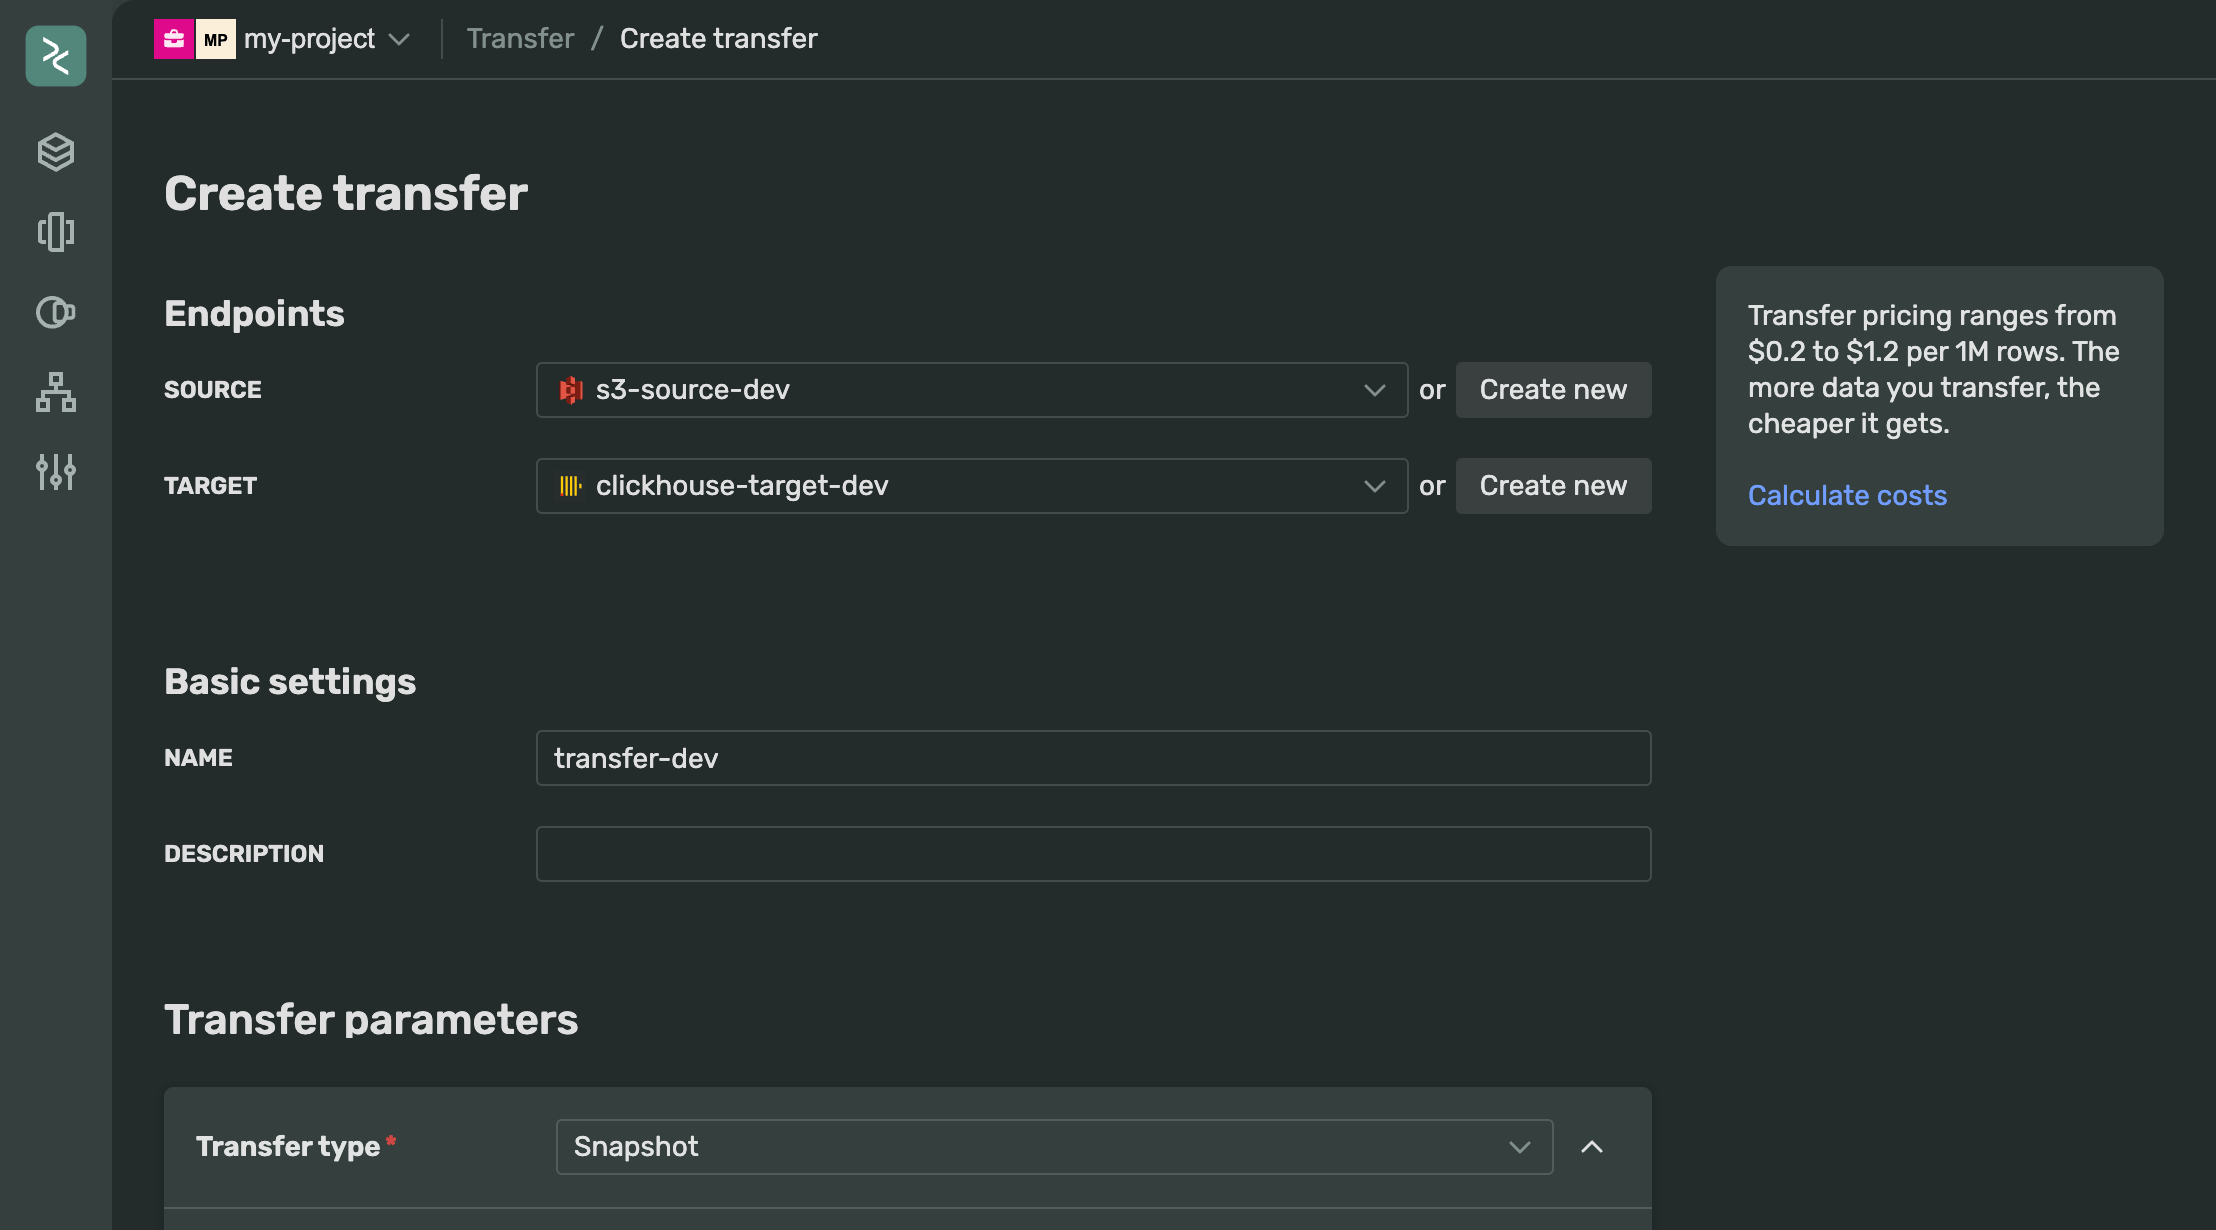 MP my-project Transfer / Create transfer
Create transfer
Endpoints
SOURCE s3-source-dev or Create new
TARGET clickhouse-target-dev or Create new
Transfer pricing ranges from
$0.2 to $1.2 per 1M rows. The
more data you transfer, the
cheaper it gets.
Calculate costs
Basic settings
NAME transfer-dev
DESCRIPTION
Transfer parameters
Transfer type* Snapshot